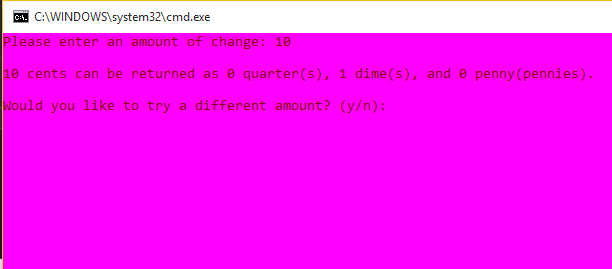 C:\WINDOWS\system32\cmd.exe
Please enter an amount of change: 10
10 cents can be returned as 0 quarter(s), 1 dime(s), and 0 penny(pennies).
Would you like to try a different amount? (y/n):